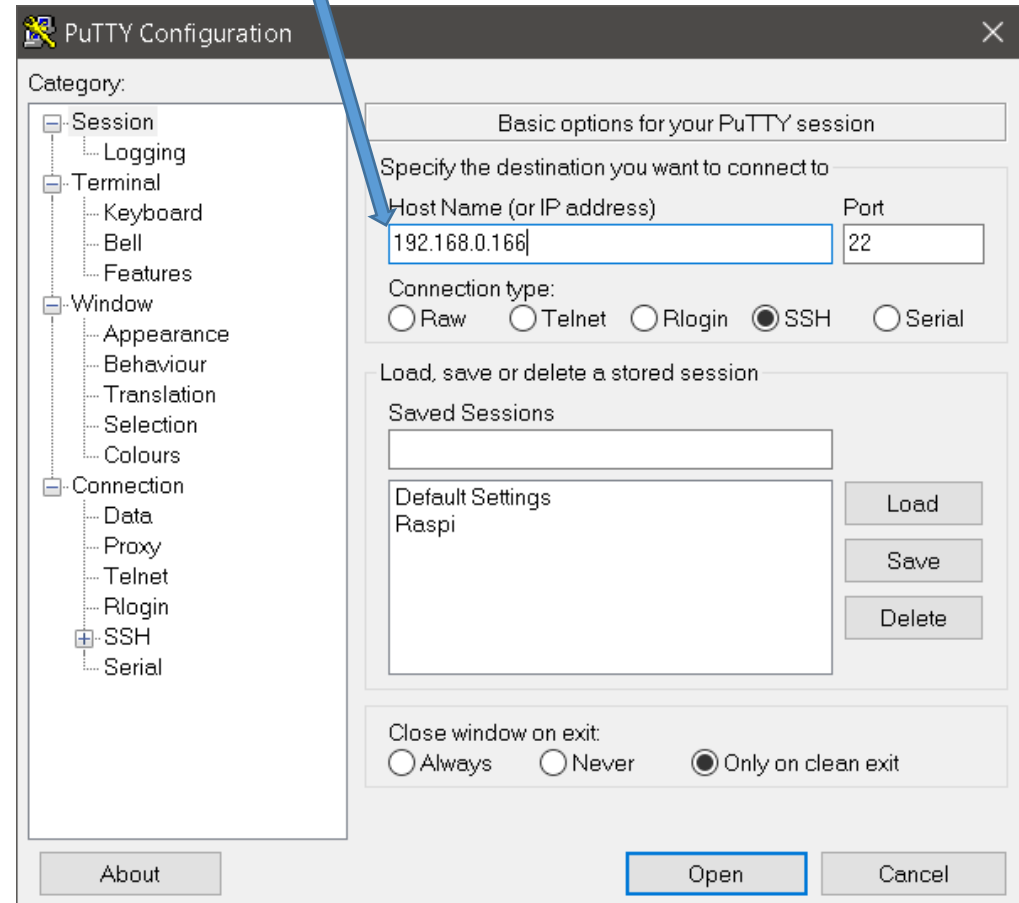 PuTTY Configuration
Category:
Session
Logging
Terminal
Keyboard
Bell
Features
Window
Appearance
Behaviour
Translation
Selection
Colours
Connection
Data
Proxy
Telnet
Rlogin
SSH
Serial
Basic options for your PuTTY session
Specify the destination you want to connect to
Host Name (or IP address) Port
192.168.0.166 22
Connection type:
Raw Telnet Rlogin SSH Serial
Load, save or delete a stored session
Saved Sessions
Default Settings
Raspi
Load
Save
Delete
Close window on exit:
Always Never Only on clean exit
About Open Cancel